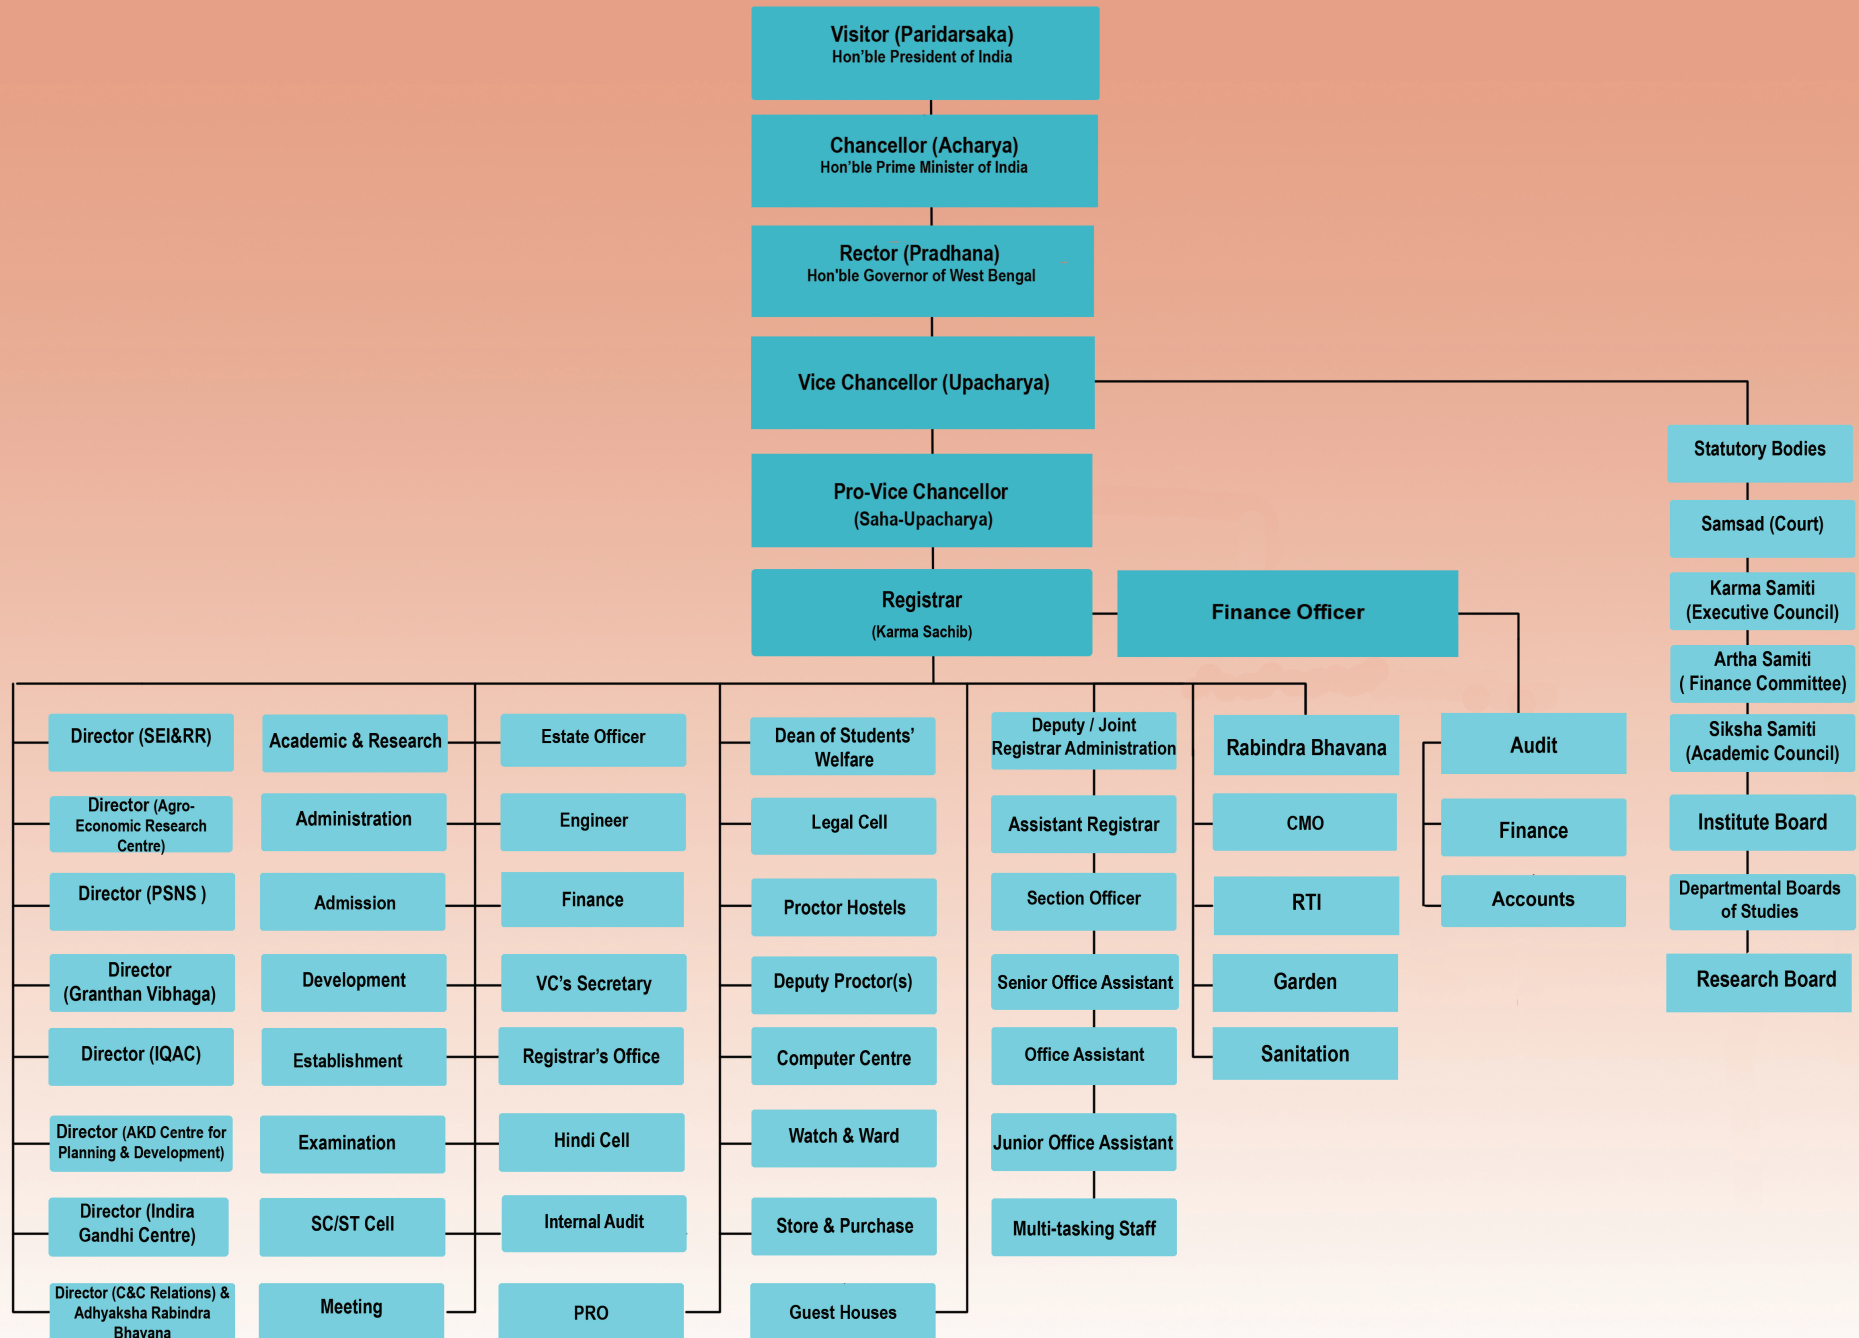 Visitor (Paridarsaka)
Hon'ble President of India
Chancellor (Acharya)
Hon'ble Prime Minister of India
Rector (Pradhana)
Hon'ble Governor of West Bengal
Vice Chancellor (Upacharya)
Pro-Vice Chancellor
(Saha-Upacharya)
Registrar
(Karma Sachib)
Finance Officer
Statutory Bodies
Samsad (Court)
Karma Samiti
(Executive Council)
Artha Samiti
( Finance Committee)
Siksha Samiti
(Academic Council)
Institute Board
Departmental Boards
of Studies
Research Board
Director (SEI&RR)
Director (Agro-
Economic Research
Centre)
Director (PSNS )
Director
(Granthan Vibhaga)
Director (IQAC)
Director (AKD Centre for
Planning & Development)
Director (Indira
Gandhi Centre)
Director (C&C Relations) &
Adhyaksha Rabindra
Bhavana
Academic & Research
Administration
Admission
Development
Establishment
Examination
SC/ST Cell
Meeting
Estate Officer
Engineer
Finance
VC's Secretary
Registrar's Office
Hindi Cell
Internal Audit
PRO
Dean of Students'
Welfare
Legal Cell
Proctor Hostels
Deputy Proctor(s)
Computer Centre
Watch & Ward
Store & Purchase
Guest Houses
Deputy / Joint
Registrar Administration
Assistant Registrar
Section Officer
Senior Office Assistant
Office Assistant
Junior Office Assistant
Multi-tasking Staff
Rabindra Bhavana
CMO
RTI
Garden
Sanitation
Audit
Finance
Accounts